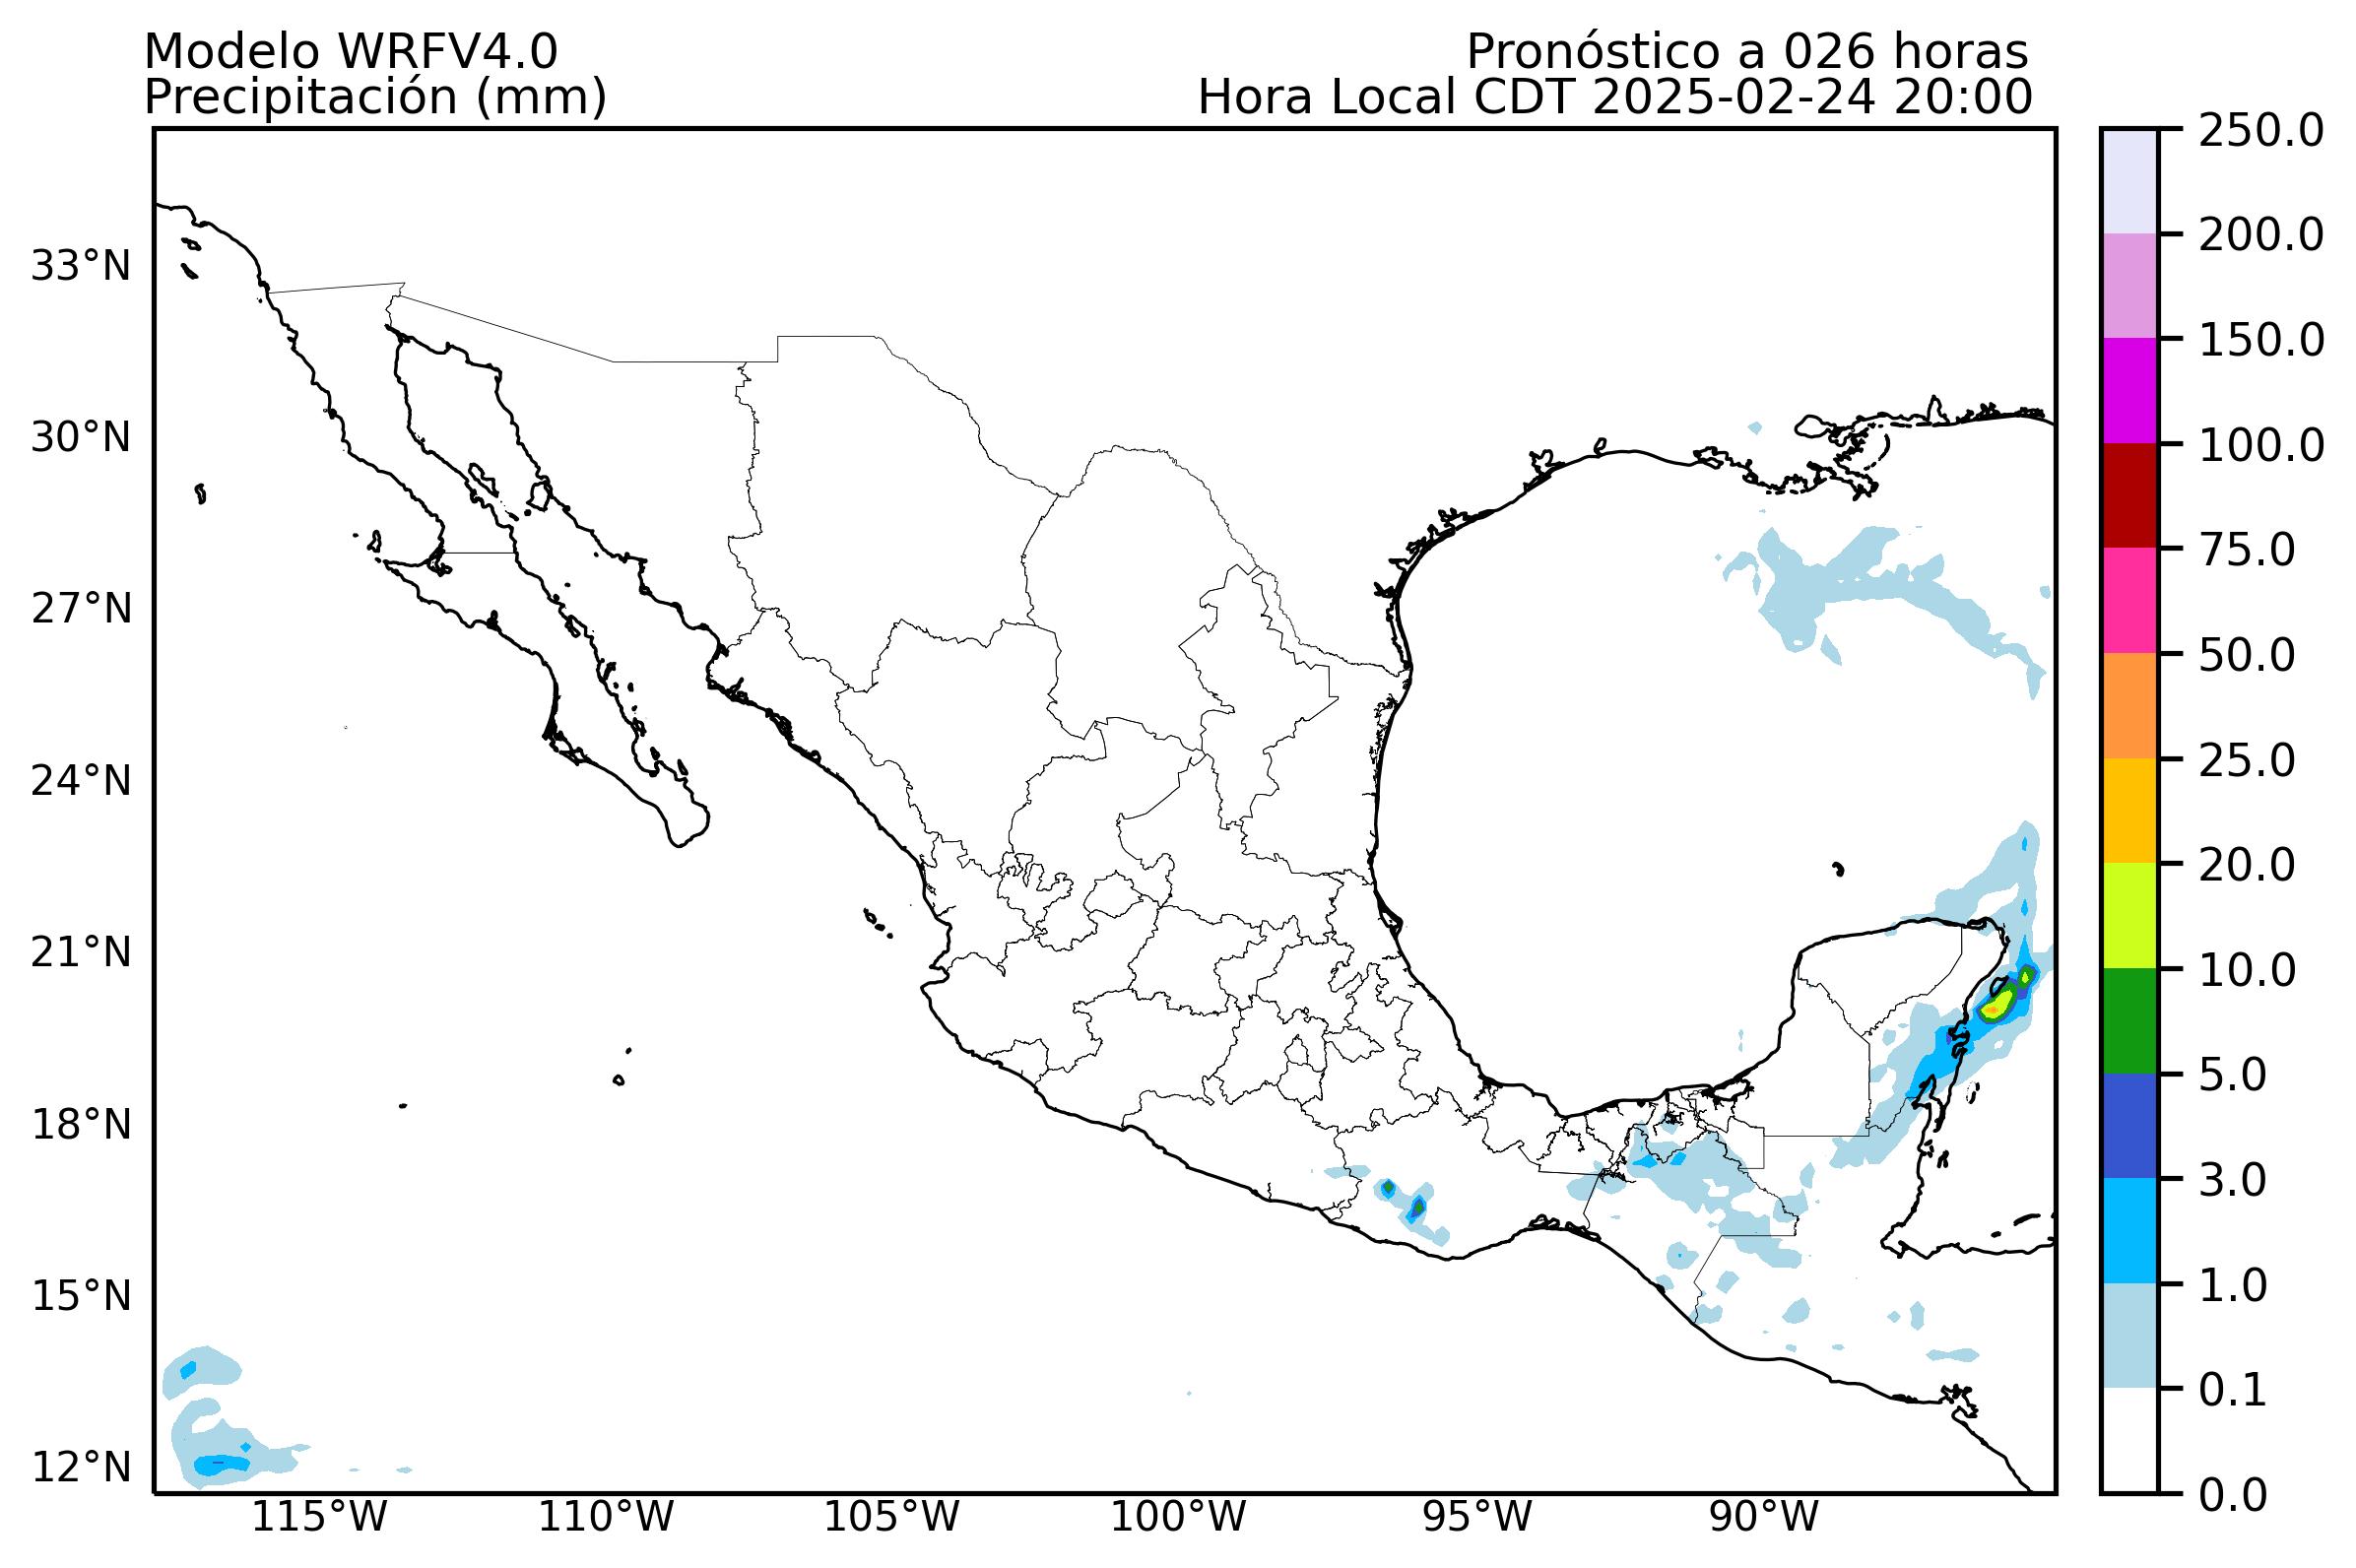 Modelo WRFV4.0
Pronóstico a 026 horas
Precipitación (mm)
Hora Local CDT 2025-02-24 20:00
33°N
30°N
27°N
24°N
21°N
18°N
15°N
12°N
115°W
110°W
105°W
100°W
95°W
90°W
250.0
200.0
150.0
100.0
75.0
50.0
25.0
20.0
10.0
5.0
3.0
1.0
0.1
0.0